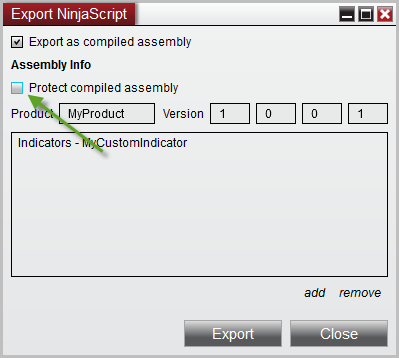 Export NinjaScript
Export as compiled assembly
Assembly Info
Protect compiled assembly
Product MyProduct Version 1 0 0 1
Indicators - MyCustomIndicator
add remove
Export Close